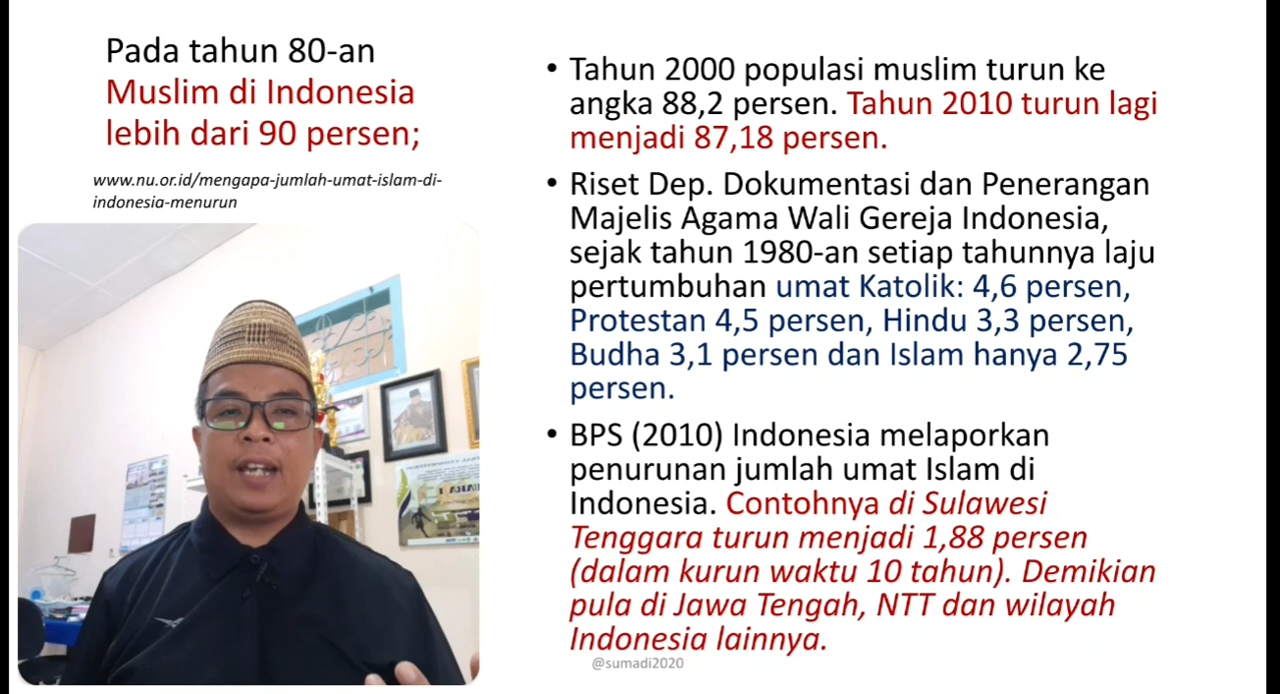 Pada tahun 80-an
Muslim di Indonesia
lebih dari 90 persen;
www.nu.or.id/mengapa-jumlah-umat-islam-di-
indonesia-menurun
• Tahun 2000 populasi muslim turun ke
angka 88,2 persen. Tahun 2010 turun lagi
menjadi 87,18 persen.
• Riset Dep. Dokumentasi dan Penerangan
Majelis Agama Wali Gereja Indonesia,
sejak tahun 1980-an setiap tahunnya laju
pertumbuhan umat Katolik: 4,6 persen,
Protestan 4,5 persen, Hindu 3,3 persen,
Budha 3,1 persen dan Islam hanya 2,75
persen.
• BPS (2010) Indonesia melaporkan
penurunan jumlah umat Islam di
Indonesia. Contohnya di Sulawesi
Tenggara turun menjadi 1,88 persen
(dalam kurun waktu 10 tahun). Demikian
pula di Jawa Tengah, NTT dan wilayah
Indonesia lainnya.
@sumadi2020